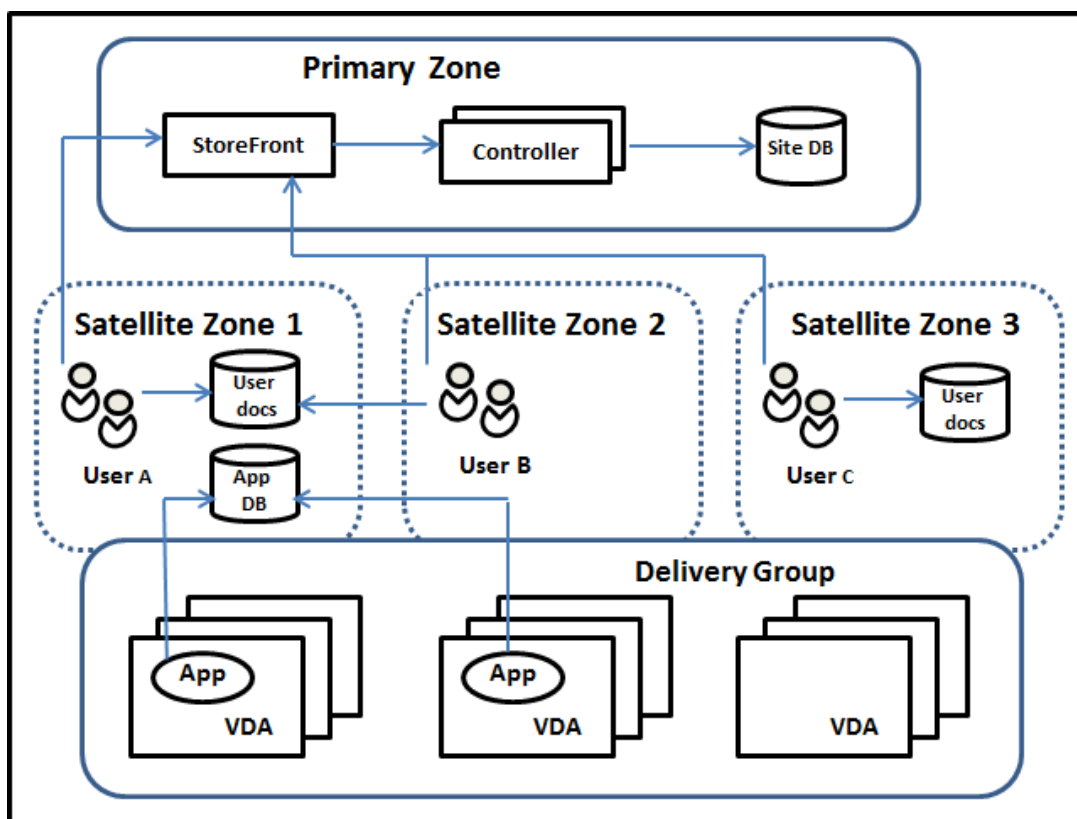 Primary Zone
StoreFront
Controller
Site DB
Satellite Zone 1
User
docs
User A
App
DB
Satellite Zone 2
User B
Satellite Zone 3
User
docs
User C
Delivery Group
App
VDA
App
VDA
VDA